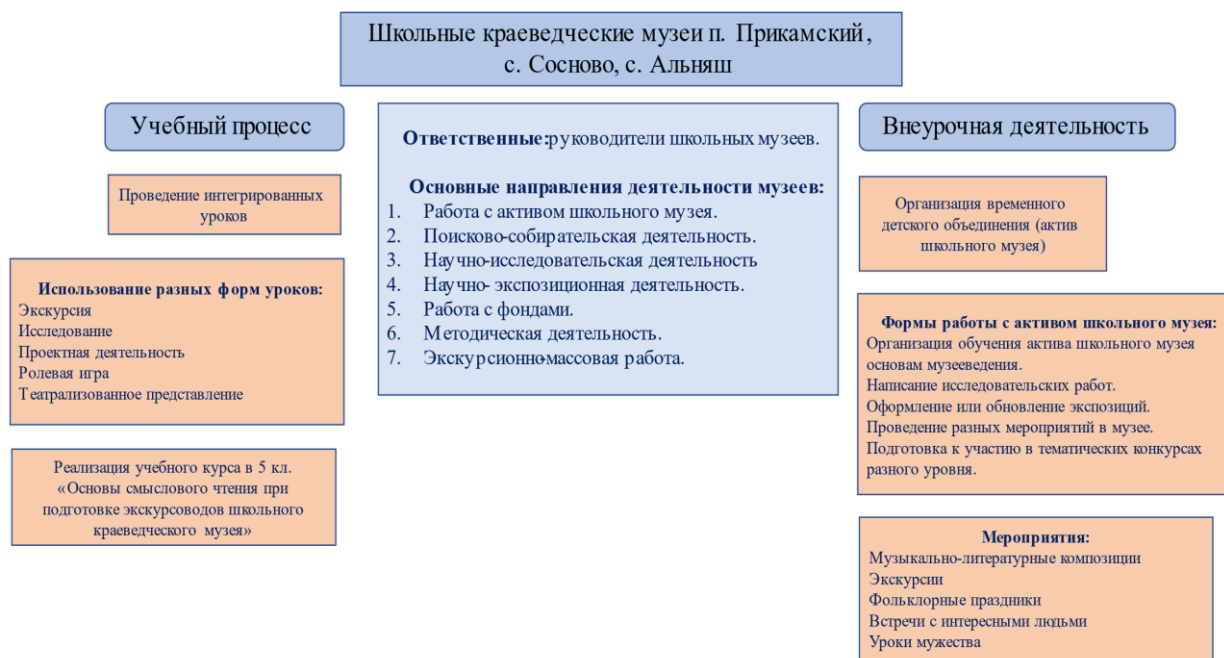 Школьные краеведческие музеи п. Прикамский,
с. Сосново, с. Альняш
Учебный процесс
Проведение интегрированных
уроков
Использование разных форм уроков:
Экскурсия
Исследование
Проектная деятельность
Ролевая игра
Театрализованное представление
Реализация учебного курса в 5 кл.
«Основы смыслового чтения при
подготовке экскурсоводов школьного
краеведческого музея»
Ответственные:руководители школьных музеев.
Основные направления деятельности музеев:
1. Работа с активом школьного музея.
2. Поисково-собирательская деятельность.
3. Научно-исследовательская деятельность
4. Научно- экспозиционная деятельность.
5. Работа с фондами.
6. Методическая деятельность.
7. Экскурсионно-массовая работа.
Внеурочная деятельность
Организация временного
детского объединения (актив
школьного музея)
Формы работы с активом школьного музея:
Организация обучения актива школьного музея
основам музееведения.
Написание исследовательских работ.
Оформление или обновление экспозиций.
Проведение разных мероприятий в музее.
Подготовка к участию в тематических конкурсах
разного уровня.
Мероприятия:
Музыкально-литературные композиции
Экскурсии
Фольклорные праздники
Встречи с интересными людьми
Уроки мужества